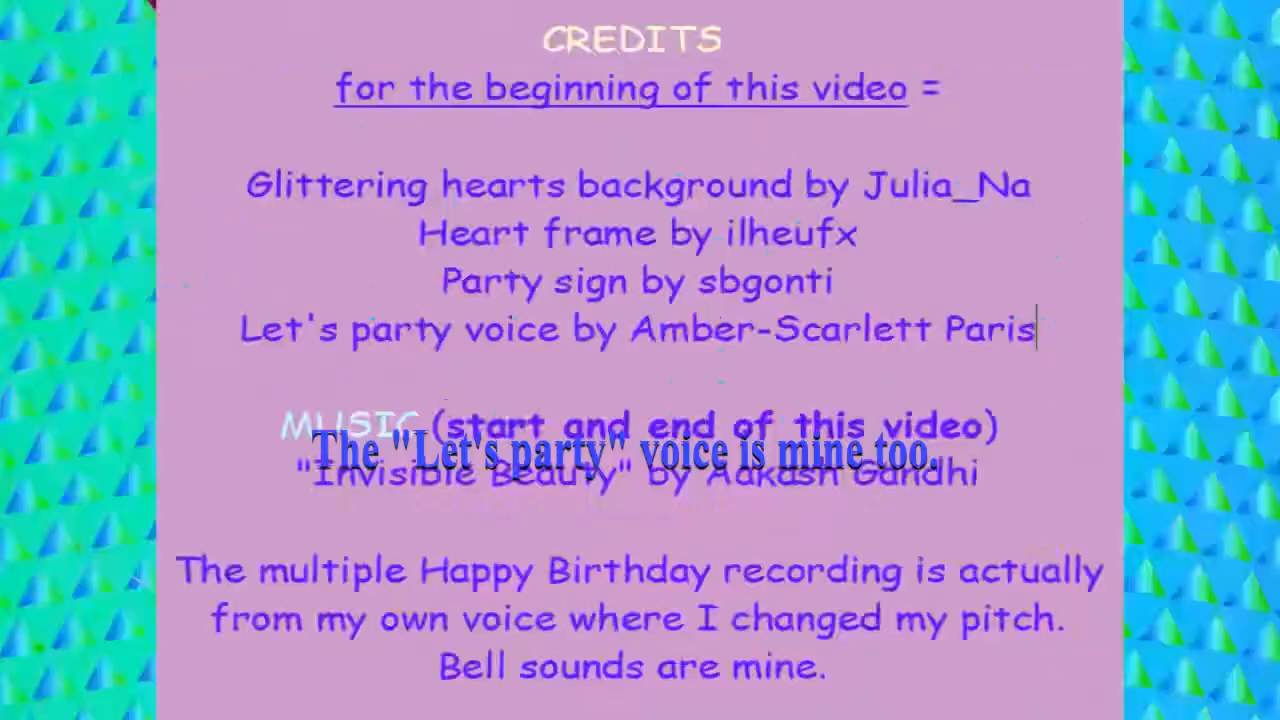 CREDITS
for the beginning of this video =
Glittering hearts background by Julia_Na
Heart frame by ilheufx
Party sign by sbgonti
Let's party voice by Amber-Scarlett Paris
MUSIC (start and end of this video)
The "Let's party" voice is mine too.
"Invisible Beauty" by Aakash Gandhi
The multiple Happy Birthday recording is actually
from my own voice where I changed my pitch.
Bell sounds are mine.